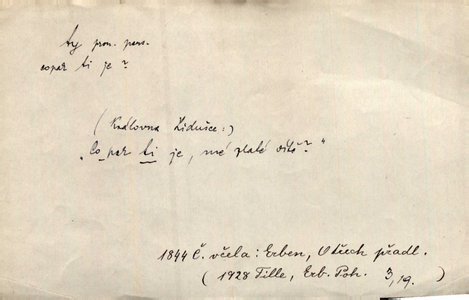 ty pron. pers.
copak ti je?
(Královna Lidušce:)
„Co pak ti je, mé zlaté dítě?"
1844 Č. včela: Erben, O třech přadl.
(1928 Tille, Erb. Poh. 3, 19.)